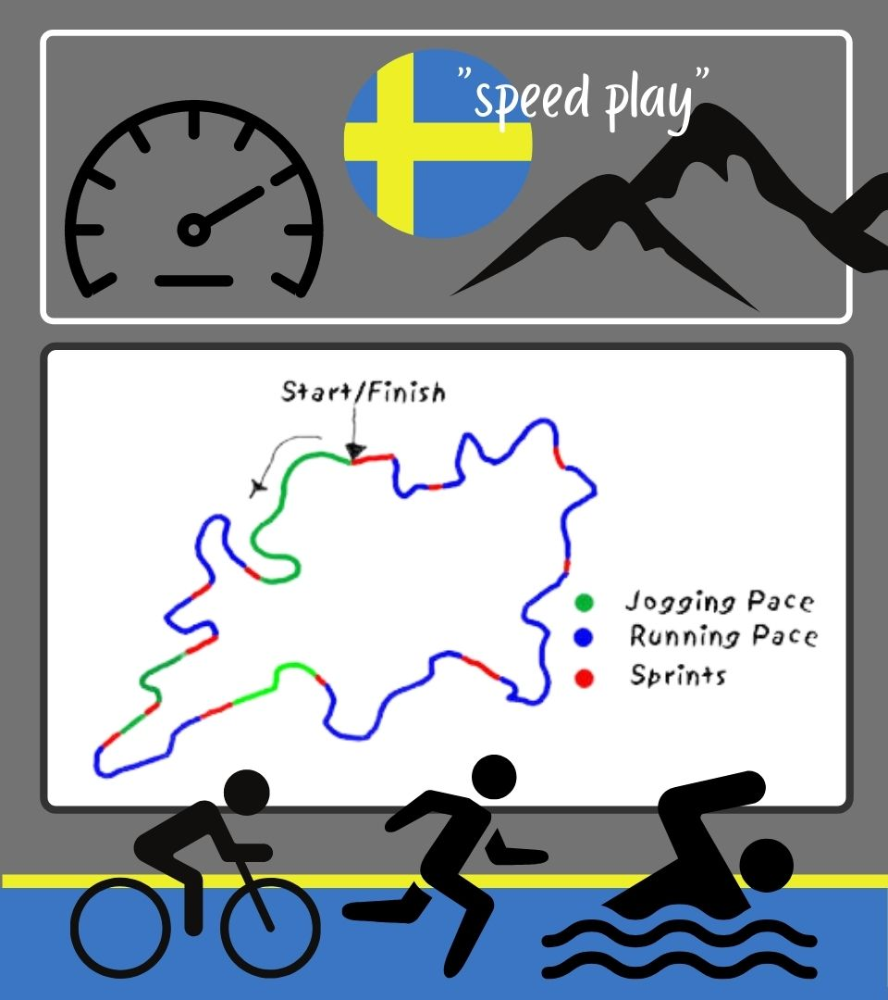 ”speed play”
Start/Finish
Jogging Pace
Running Pace
Sprints